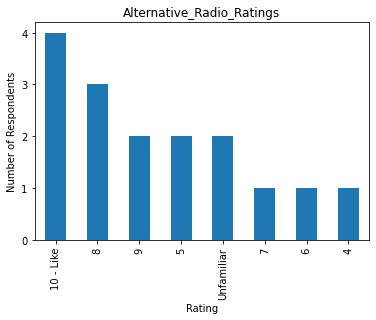 Alternative_Radio_Ratings
Number of Respondents
4
3
2
1
0
10 - Like
8
9
5
Unfamiliar
7
6
4
Rating